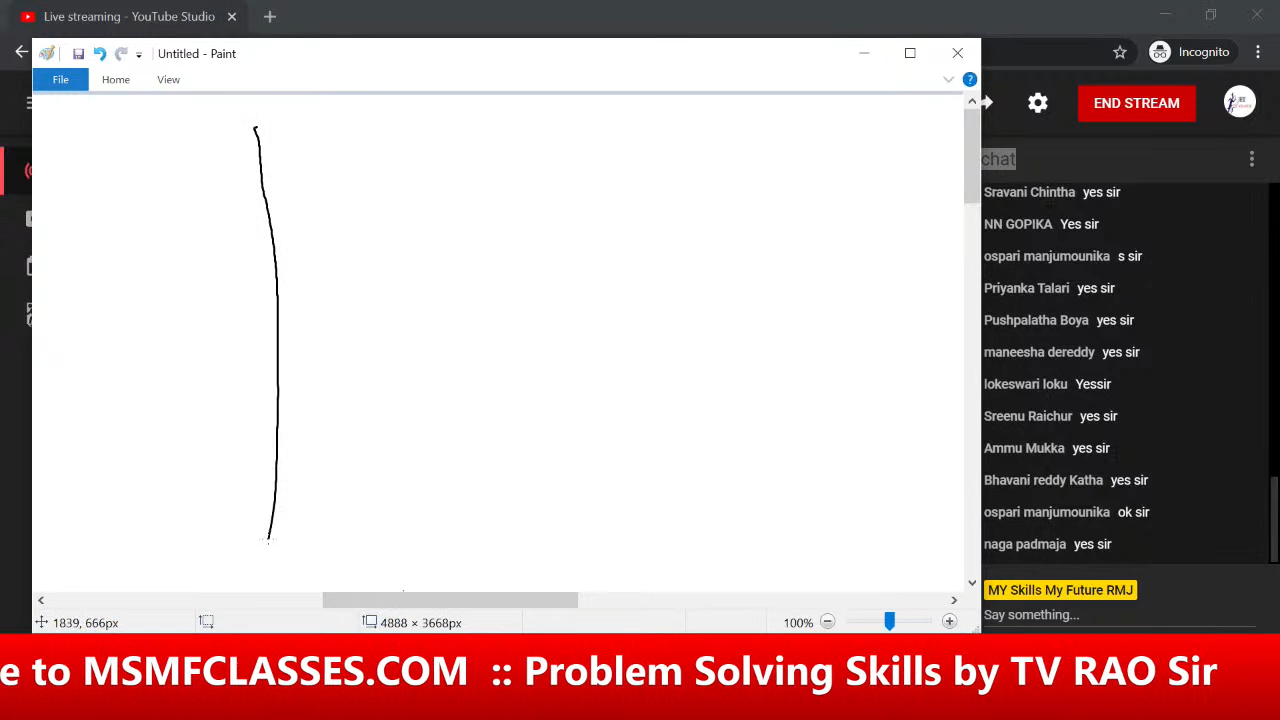 Live streaming - YouTube Studio
Incognito
Untitled - Paint
File Home View
END STREAM
chat
Sravani Chintha yes sir
NN GOPIKA Yes sir
ospari manjumounika s sir
Priyanka Talari yes sir
Pushpalatha Boya yes sir
maneesha dereddy yes sir
lokeswari loku Yessir
Sreenu Raichur yes sir
Ammu Mukka yes sir
Bhavani reddy Katha yes sir
ospari manjumounika ok sir
naga padmaja yes sir
MY Skills My Future RMJ
Say something...
1839, 666px 4888 × 3668px 100%
e to MSMFCLASSES.COM :: Problem Solving Skills by TV RAO Sir